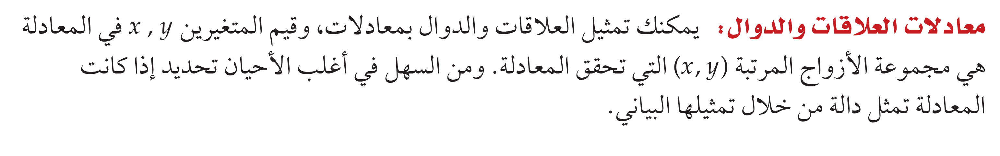 معادلات العلاقات والدوال: يمكنك تمثيل العلاقات والدوال بمعادلات، وقيم المتغيرين x , y في المعادلة
هي مجموعة الأزواج المرتبة (x, y) التي تحقق المعادلة. ومن السهل في أغلب الأحيان تحديد إذا كانت
المعادلة تمثل دالة من خلال تمثيلها البياني.